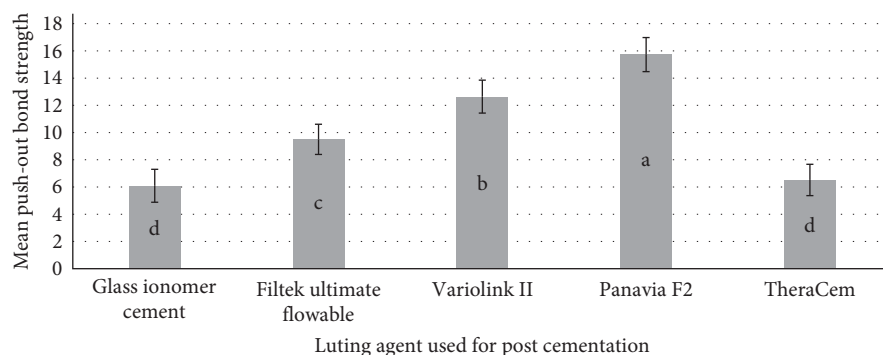 Mean push-out bond strength
18
16
14
12
10
8
6
4
2
0
d
c
b
a
d
Glass ionomer
cement
Filtek ultimate
flowable
Variolink II
Panavia F2
TheraCem
Luting agent used for post cementation